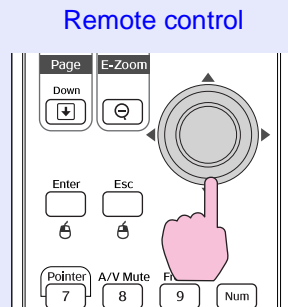 Remote control
Page E-Zoom
Down
Enter Esc
Pointer A/V Mute
7 8 9 Num